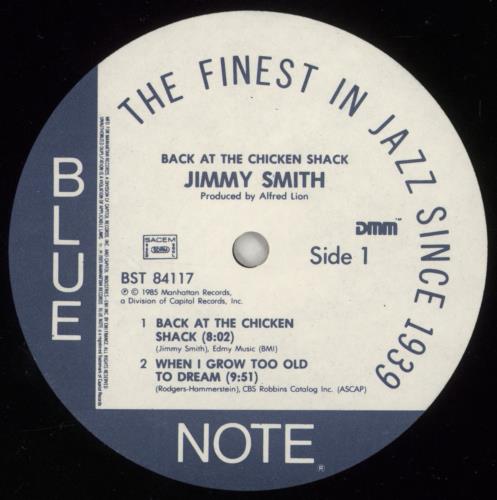 THE FINEST IN JAZZ SINCE 1939
BACK AT THE CHICKEN SHACK
JIMMY SMITH
Produced by Alfred Lion
SACEM
DMM™
Side 1
BST 84117
℗ © 1985 Manhattan Records,
a Division of Capitol Records, Inc.
1 BACK AT THE CHICKEN
SHACK (8:02)
(Jimmy Smith), Edmy Music (BMI)
2 WHEN I GROW TOO OLD
TO DREAM (9:51)
(Rodgers-Hammerstein), CBS Robbins Catalog Inc. (ASCAP)
BLUE
NOTE®